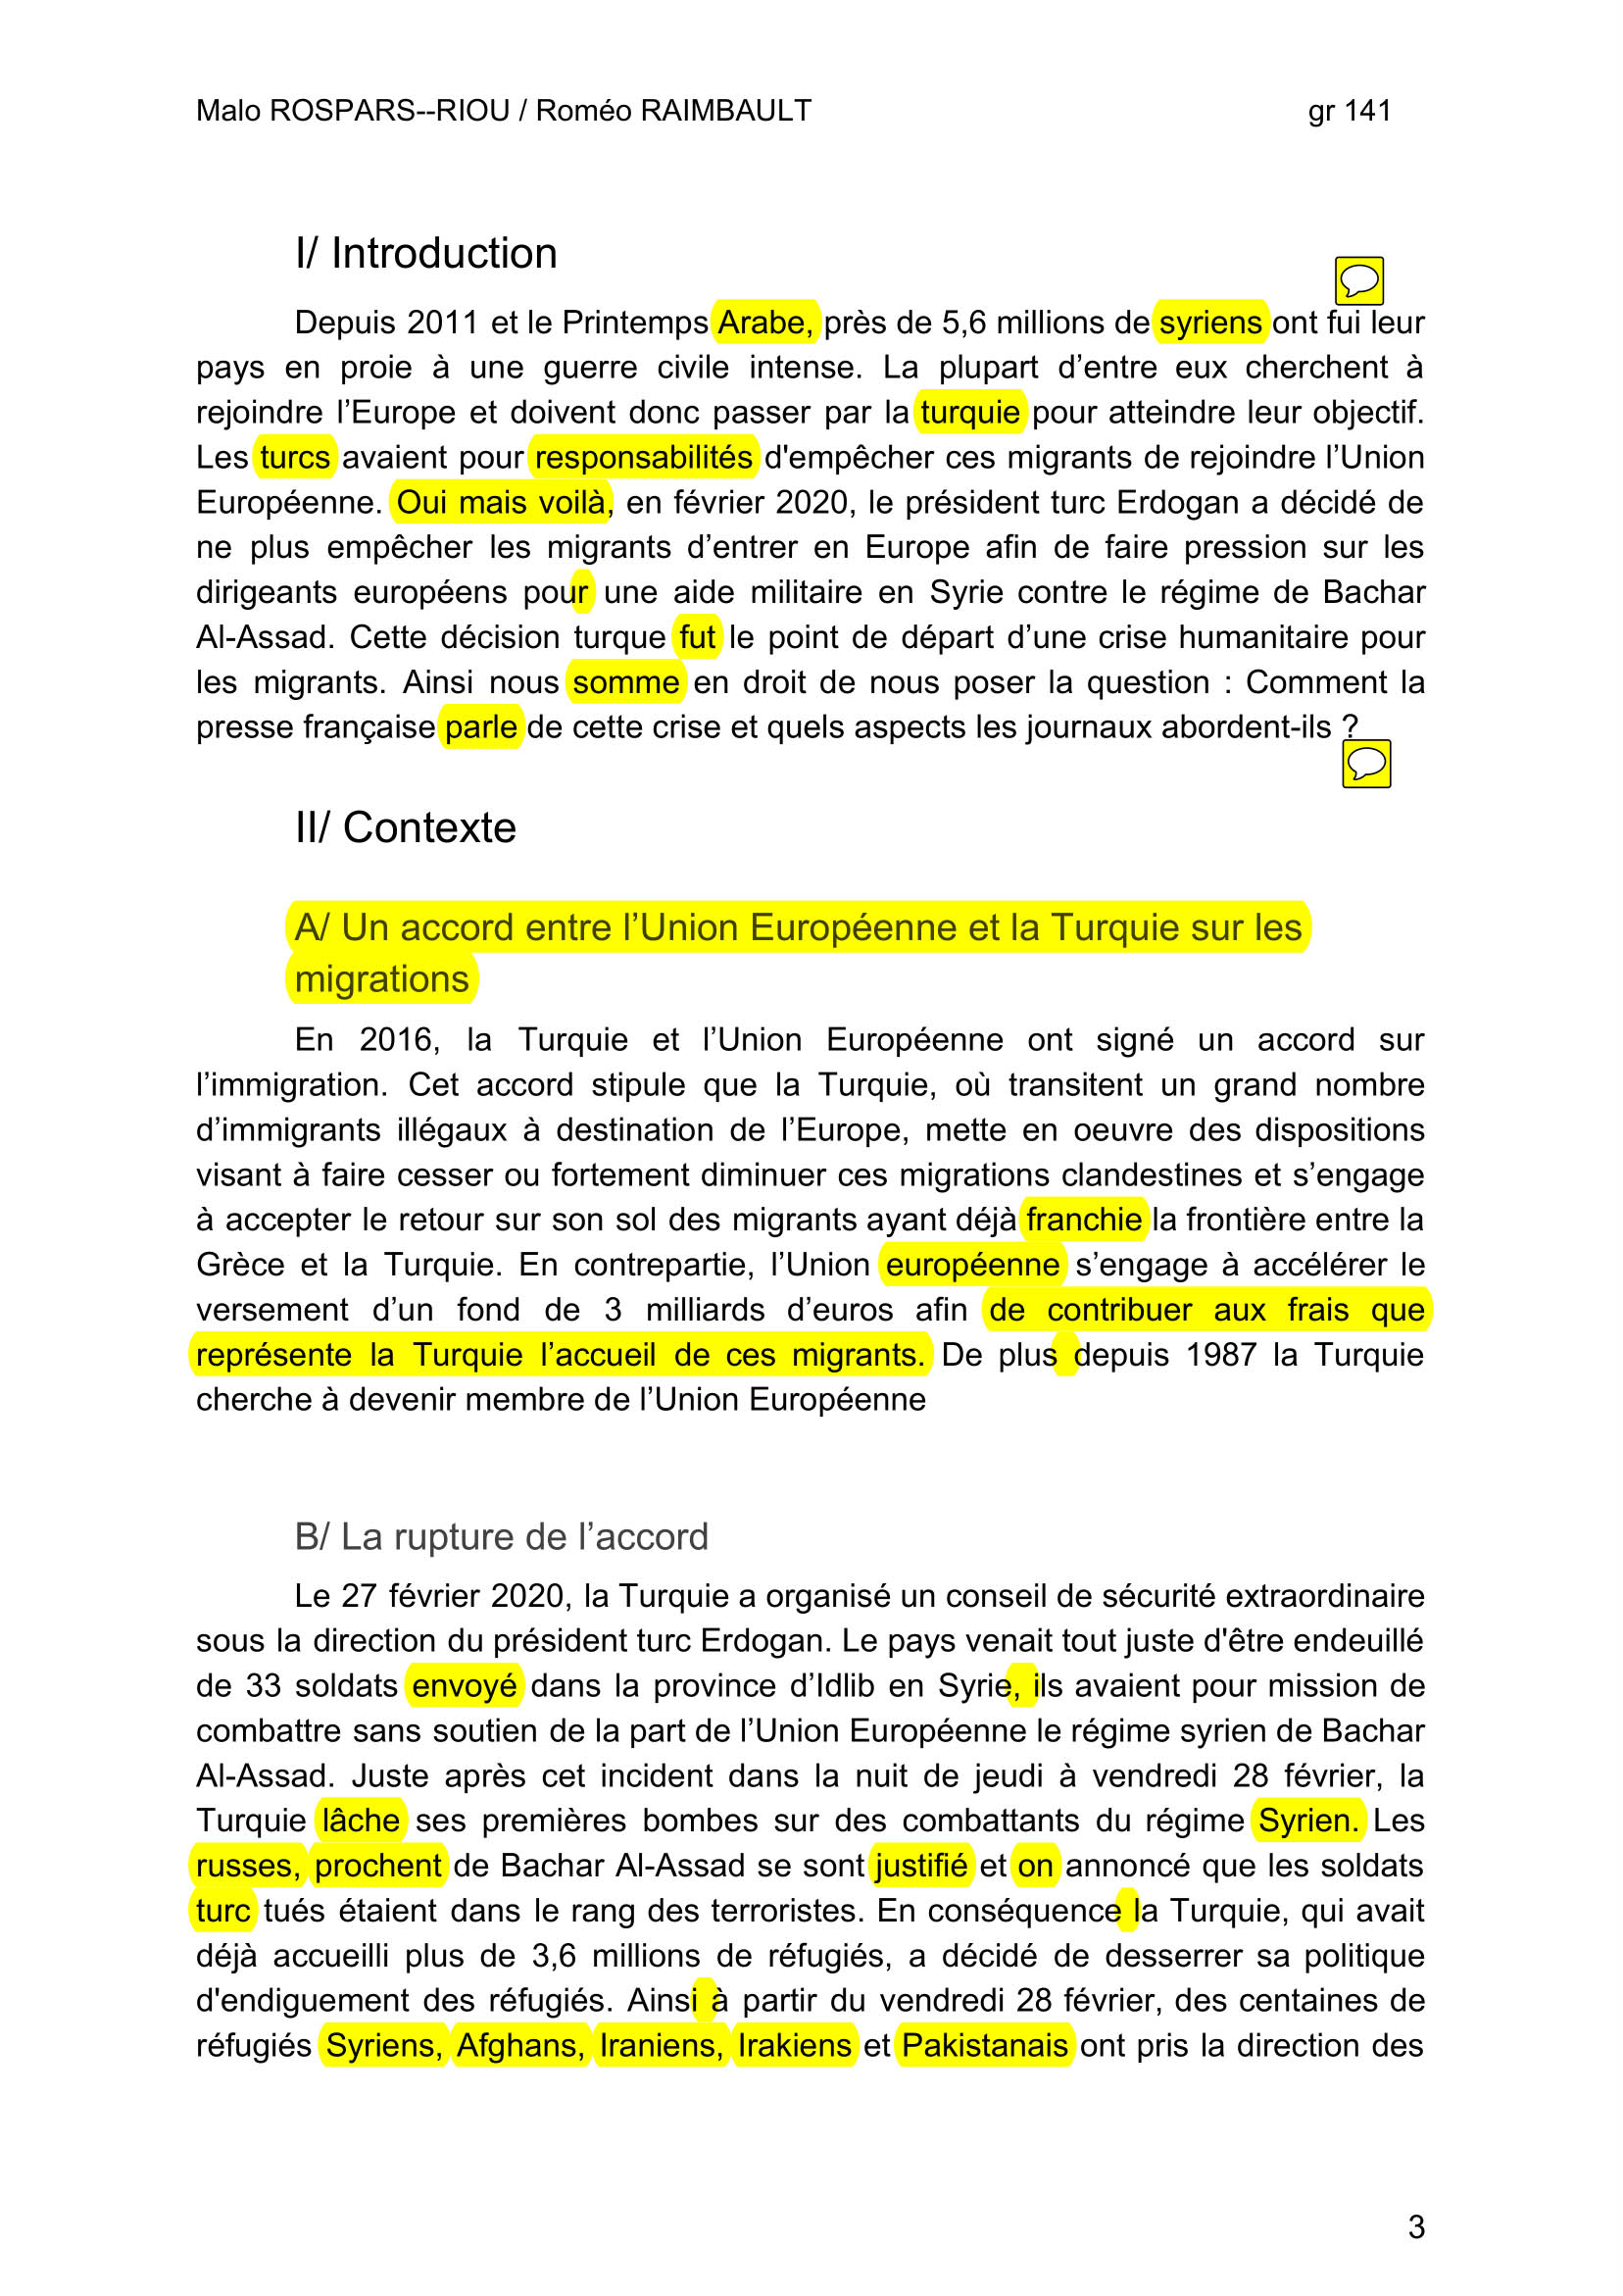 Malo ROSPARS--RIOU / Roméo RAIMBAULT gr 141
I/ Introduction
Depuis 2011 et le Printemps Arabe, près de 5,6 millions de syriens ont fui leur
pays en proie à une guerre civile intense. La plupart d’entre eux cherchent à
rejoindre l’Europe et doivent donc passer par la turquie pour atteindre leur objectif.
Les turcs avaient pour responsabilités d'empêcher ces migrants de rejoindre l’Union
Européenne. Oui mais voilà, en février 2020, le président turc Erdogan a décidé de
ne plus empêcher les migrants d’entrer en Europe afin de faire pression sur les
dirigeants européens pour une aide militaire en Syrie contre le régime de Bachar
Al-Assad. Cette décision turque fut le point de départ d’une crise humanitaire pour
les migrants. Ainsi nous somme en droit de nous poser la question : Comment la
presse française parle de cette crise et quels aspects les journaux abordent-ils ?
II/ Contexte
A/ Un accord entre l’Union Européenne et la Turquie sur les
migrations
En 2016, la Turquie et l’Union Européenne ont signé un accord sur
l’immigration. Cet accord stipule que la Turquie, où transitent un grand nombre
d’immigrants illégaux à destination de l’Europe, mette en oeuvre des dispositions
visant à faire cesser ou fortement diminuer ces migrations clandestines et s’engage
à accepter le retour sur son sol des migrants ayant déjà franchie la frontière entre la
Grèce et la Turquie. En contrepartie, l’Union européenne s’engage à accélérer le
versement d’un fond de 3 milliards d’euros afin de contribuer aux frais que
représente la Turquie l’accueil de ces migrants. De plus depuis 1987 la Turquie
cherche à devenir membre de l’Union Européenne
B/ La rupture de l’accord
Le 27 février 2020, la Turquie a organisé un conseil de sécurité extraordinaire
sous la direction du président turc Erdogan. Le pays venait tout juste d'être endeuillé
de 33 soldats envoyé dans la province d’Idlib en Syrie, ils avaient pour mission de
combattre sans soutien de la part de l’Union Européenne le régime syrien de Bachar
Al-Assad. Juste après cet incident dans la nuit de jeudi à vendredi 28 février, la
Turquie lâche ses premières bombes sur des combattants du régime Syrien. Les
russes, prochent de Bachar Al-Assad se sont justifié et on annoncé que les soldats
turc tués étaient dans le rang des terroristes. En conséquence la Turquie, qui avait
déjà accueilli plus de 3,6 millions de réfugiés, a décidé de desserrer sa politique
d'endiguement des réfugiés. Ainsi à partir du vendredi 28 février, des centaines de
réfugiés Syriens, Afghans, Iraniens, Irakiens et Pakistanais ont pris la direction des
3